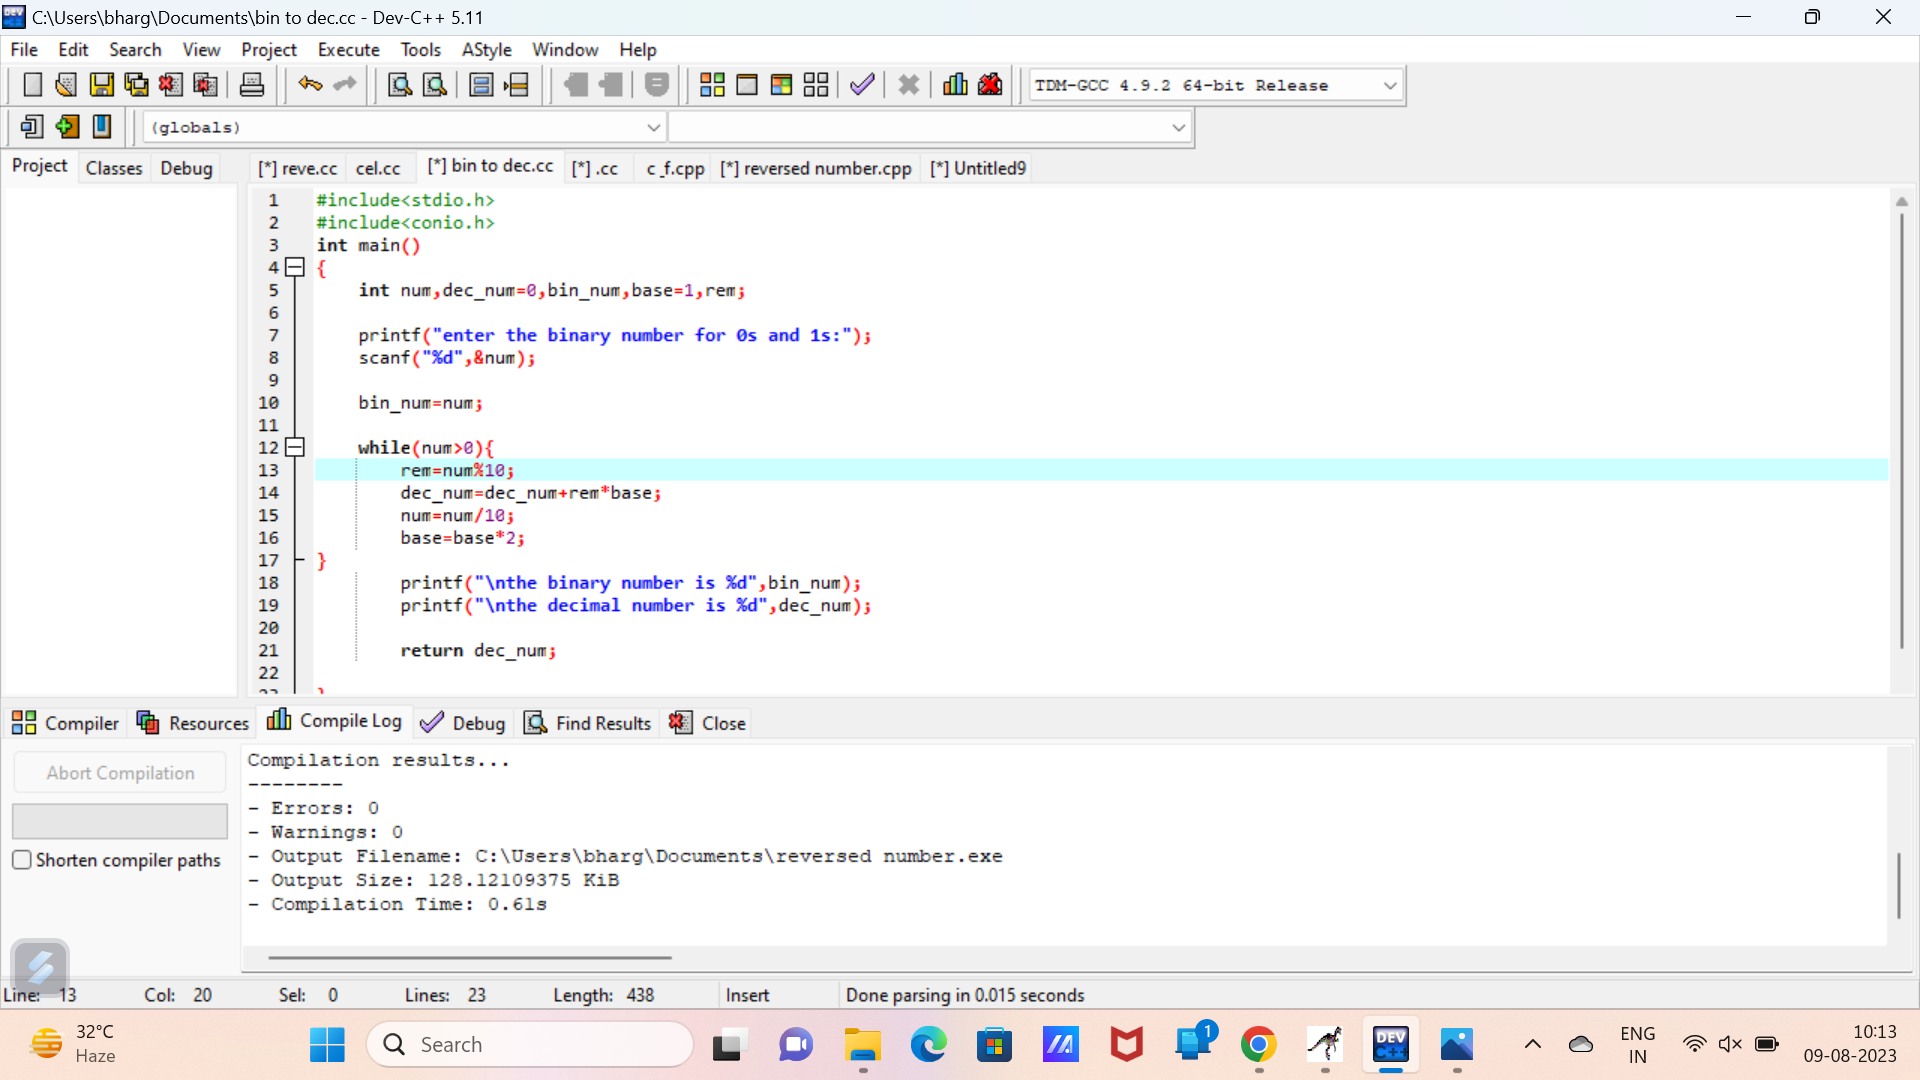 C:\Users\bharg\Documents\bin to dec.cc - Dev-C++ 5.11
File Edit Search View Project Execute Tools AStyle Window Help
TDM-GCC 4.9.2 64-bit Release
(globals)
Project Classes Debug [*] reve.cc cel.cc [*] bin to dec.cc [*] .cc c_f.cpp [*] reversed number.cpp [*] Untitled9
1 #include<stdio.h>
2 #include<conio.h>
3 int main()
4 {
5 int num,dec_num=0,bin_num,base=1,rem;
6
7 printf("enter the binary number for 0s and 1s:");
8 scanf("%d",&num);
9
10 bin_num=num;
11
12 while(num>0){
13 rem=num%10;
14 dec_num=dec_num+rem*base;
15 num=num/10;
16 base=base*2;
17 }
18 printf("\nthe binary number is %d",bin_num);
19 printf("\nthe decimal number is %d",dec_num);
20
21 return dec_num;
22
23 }
Compiler Resources Compile Log Debug Find Results Close
Abort Compilation
Shorten compiler paths
Compilation results...
--------
- Errors: 0
- Warnings: 0
- Output Filename: C:\Users\bharg\Documents\reversed number.exe
- Output Size: 128.12109375 KiB
- Compilation Time: 0.61s
Line: 13 Col: 20 Sel: 0 Lines: 23 Length: 438 Insert Done parsing in 0.015 seconds
32°C
Haze
Search
1
DEV
C++
ENG
IN
10:13
09-08-2023